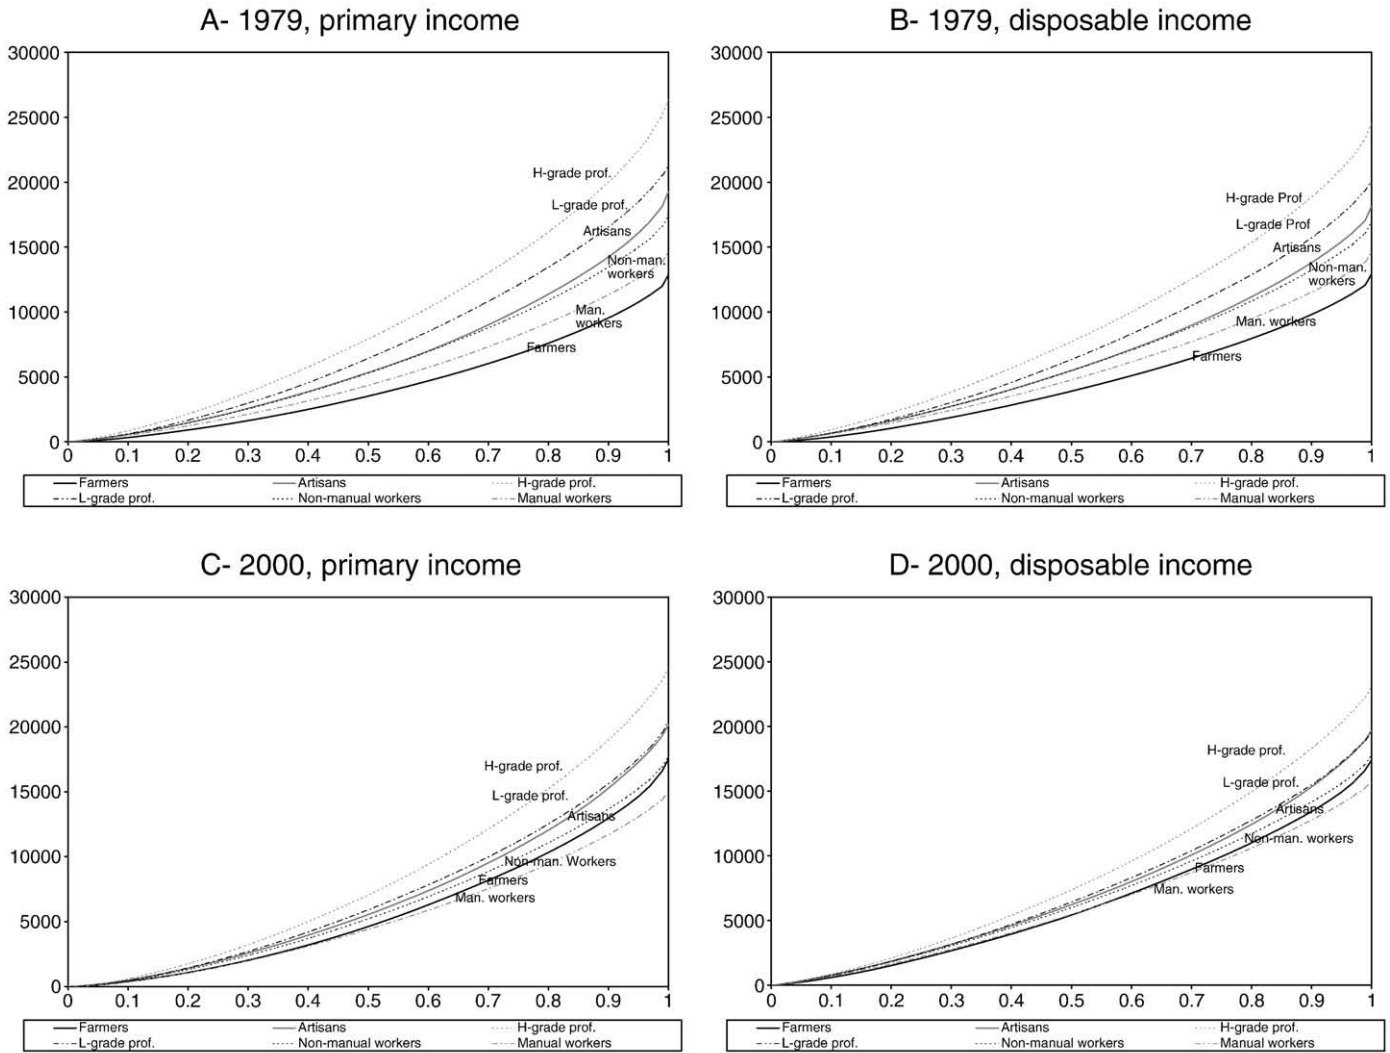 A- 1979, primary income
30000
25000
20000
15000
10000
5000
0
H-grade prof.
L-grade prof.
Artisans
Non-man.
workers
Man.
workers
Farmers
0 0.1 0.2 0.3 0.4 0.5 0.6 0.7 0.8 0.9 1
Farmers Artisans H-grade prof.
L-grade prof. Non-manual workers Manual workers
B- 1979, disposable income
30000
25000
20000
15000
10000
5000
0
H-grade Prof
L-grade Prof
Artisans
Non-man.
workers
Man. workers
Farmers
0 0.1 0.2 0.3 0.4 0.5 0.6 0.7 0.8 0.9 1
Farmers Artisans H-grade prof.
L-grade prof. Non-manual workers Manual workers
C- 2000, primary income
30000
25000
20000
15000
10000
5000
0
H-grade prof.
L-grade prof.
Artisans
Non-man. Workers
Farmers
Man. workers
0 0.1 0.2 0.3 0.4 0.5 0.6 0.7 0.8 0.9 1
Farmers Artisans H-grade prof.
L-grade prof. Non-manual workers Manual workers
D- 2000, disposable income
30000
25000
20000
15000
10000
5000
0
H-grade prof.
L-grade prof.
Artisans
Non-man. workers
Farmers
Man. workers
0 0.1 0.2 0.3 0.4 0.5 0.6 0.7 0.8 0.9 1
Farmers Artisans H-grade prof.
L-grade prof. Non-manual workers Manual workers